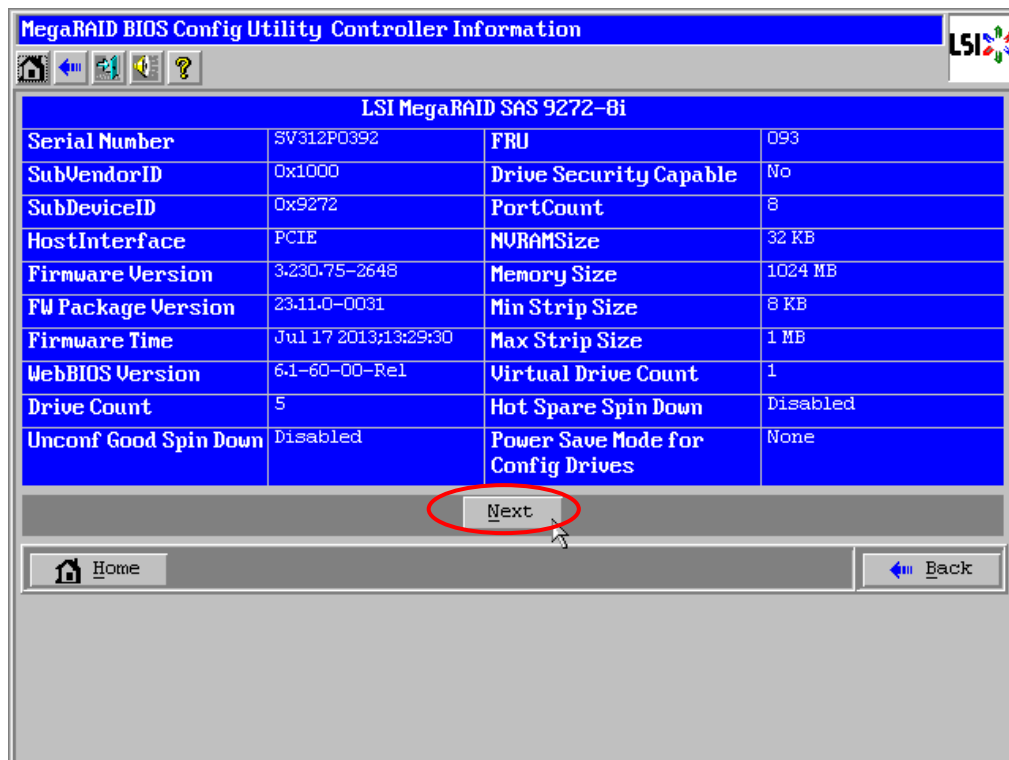 MegaRAID BIOS Config Utility Controller Information
LSI
LSI MegaRAID SAS 9272-8i
Serial Number SV312P0392 FRU 093
SubVendorID 0x1000 Drive Security Capable No
SubDeviceID 0x9272 PortCount 8
HostInterface PCIE NVRAMSize 32 KB
Firmware Version 3.230.75-2648 Memory Size 1024 MB
FW Package Version 23.11.0-0031 Min Strip Size 8 KB
Firmware Time Jul 17 2013;13:29:30 Max Strip Size 1 MB
WebBIOS Version 6.1-60-00-Rel Virtual Drive Count 1
Drive Count 5 Hot Spare Spin Down Disabled
Unconf Good Spin Down Disabled Power Save Mode for None
Config Drives
Next
Home Back